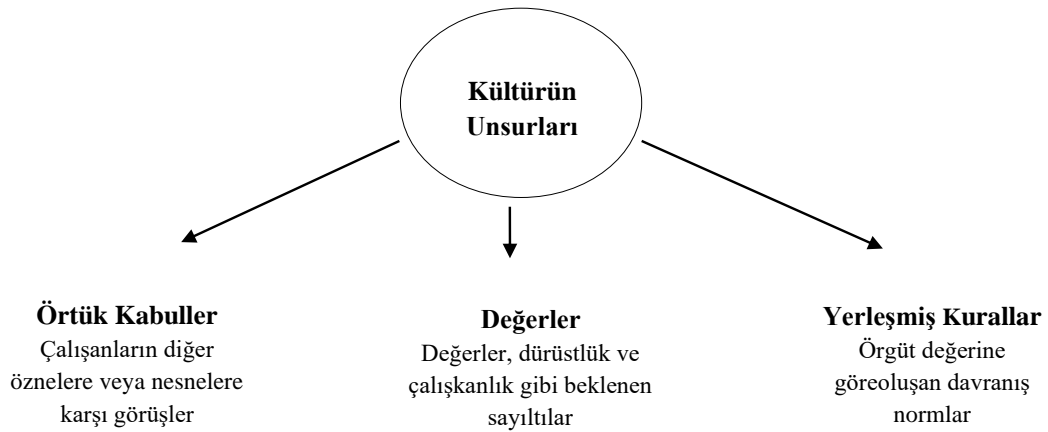 Kültürün
Unsurları
Örtük Kabuller
Çalışanların diğer
öznelere veya nesnelere
karşı görüşler
Değerler
Değerler, dürüstlük ve
çalışkanlık gibi beklenen
sayıltılar
Yerleşmiş Kurallar
Örgüt değerine
göreoluşan davranış
normlar